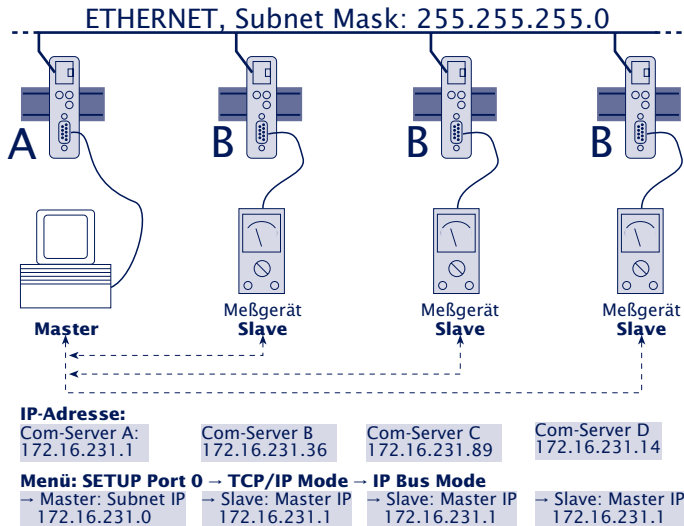 ETHERNET, Subnet Mask: 255.255.255.0
A
B
B
B
Master
Meßgerät
Slave
Meßgerät
Slave
Meßgerät
Slave
IP-Adresse:
Com-Server A:
172.16.231.1
Com-Server B
172.16.231.36
Com-Server C
172.16.231.89
Com-Server D
172.16.231.14
Menü: SETUP Port 0 → TCP/IP Mode → IP Bus Mode
→ Master: Subnet IP
172.16.231.0
→ Slave: Master IP
172.16.231.1
→ Slave: Master IP
172.16.231.1
→ Slave: Master IP
172.16.231.1